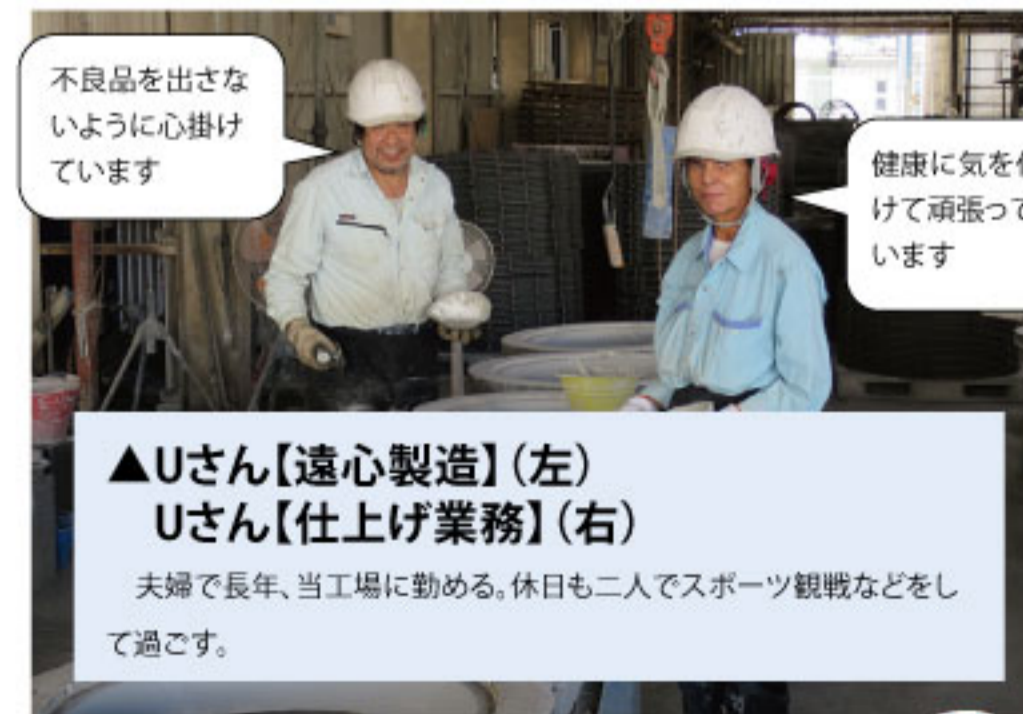 不良品を出さな
いように心掛け
ています
健康に気を付
けて頑張って
います
▲Uさん【遠心製造】(左)
Uさん【仕上げ業務】(右)
夫婦で長年、当工場に勤める。休日も二人でスポーツ観戦などをし
て過ごす。